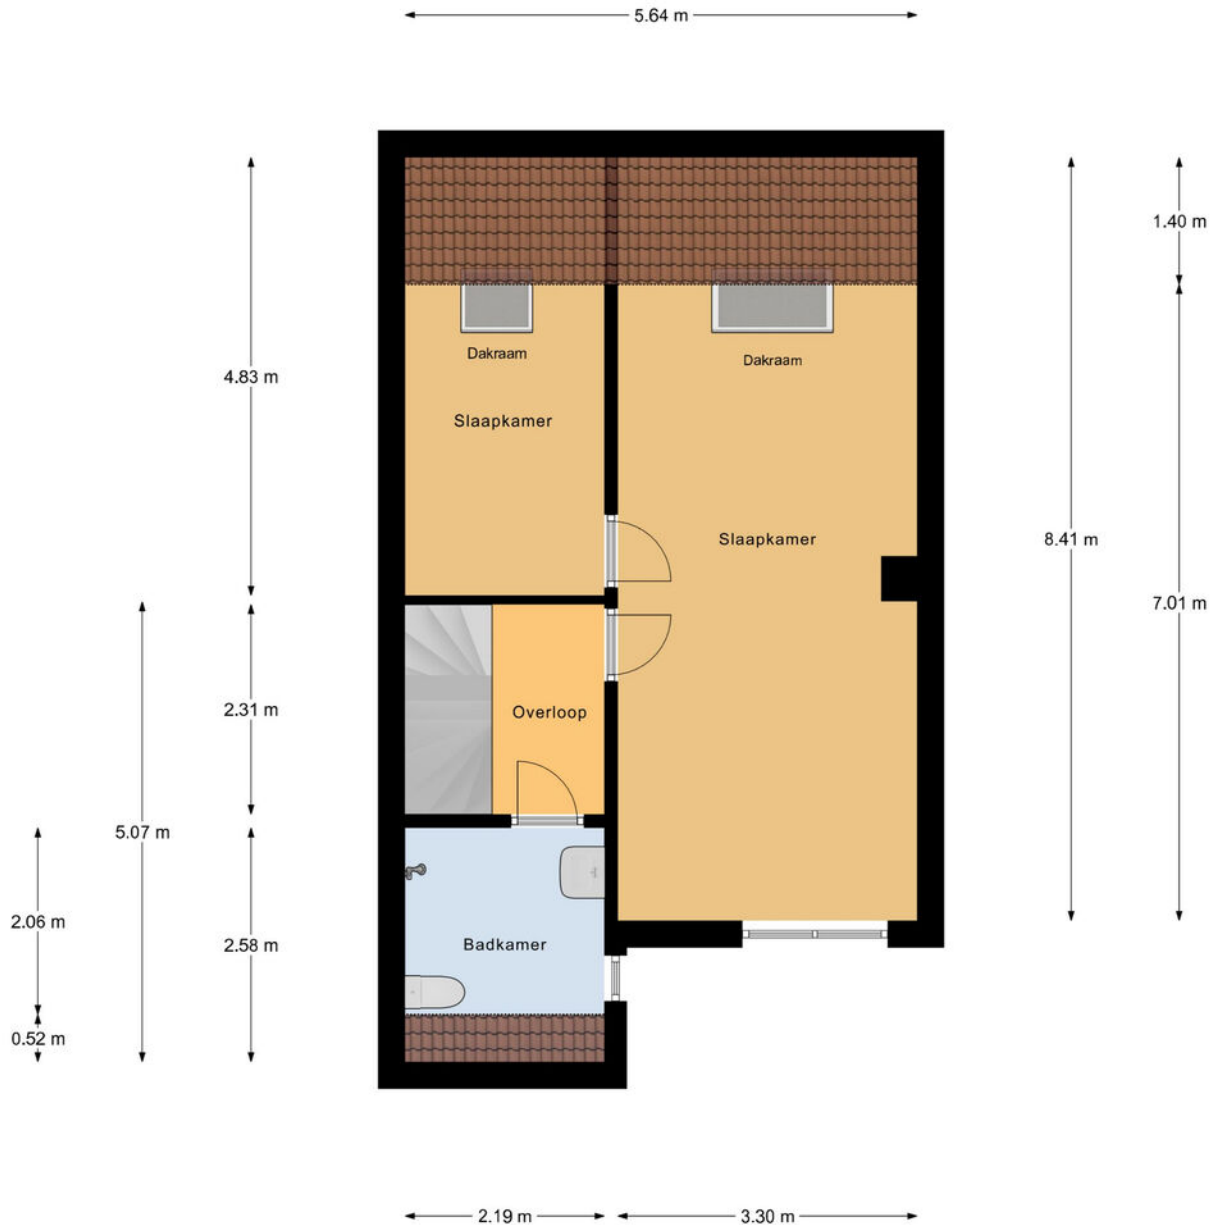 5.64 m
1.40 m
Dakraam
Dakraam
4.83 m
Slaapkamer
Slaapkamer
8.41 m
7.01 m
2.31 m
Overloop
5.07 m
2.06 m
2.58 m
Badkamer
0.52 m
2.19 m
3.30 m